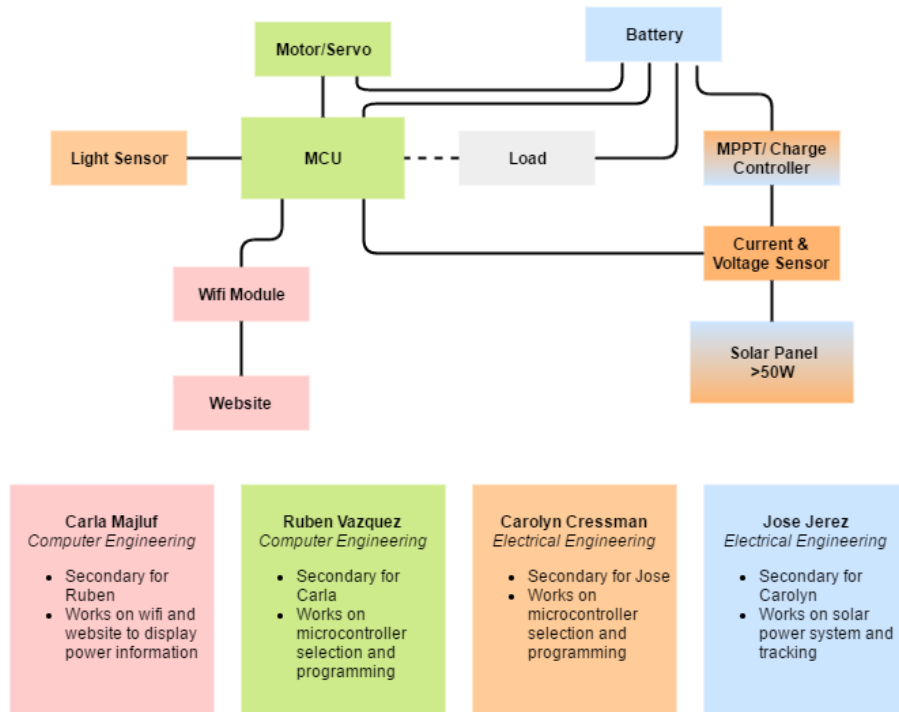 Motor/Servo
Battery
Light Sensor
MCU
Load
MPPT/ Charge
Controller
Current &
Voltage Sensor
Wifi Module
Solar Panel
>50W
Website
Carla Majluf
Computer Engineering
• Secondary for
Ruben
• Works on wifi and
website to display
power information
Ruben Vazquez
Computer Engineering
• Secondary for
Carla
• Works on
microcontroller
selection and
programming
Carolyn Cressman
Electrical Engineering
• Secondary for Jose
• Works on
microcontroller
selection and
programming
Jose Jerez
Electrical Engineering
• Secondary for
Carolyn
• Works on solar
power system and
tracking